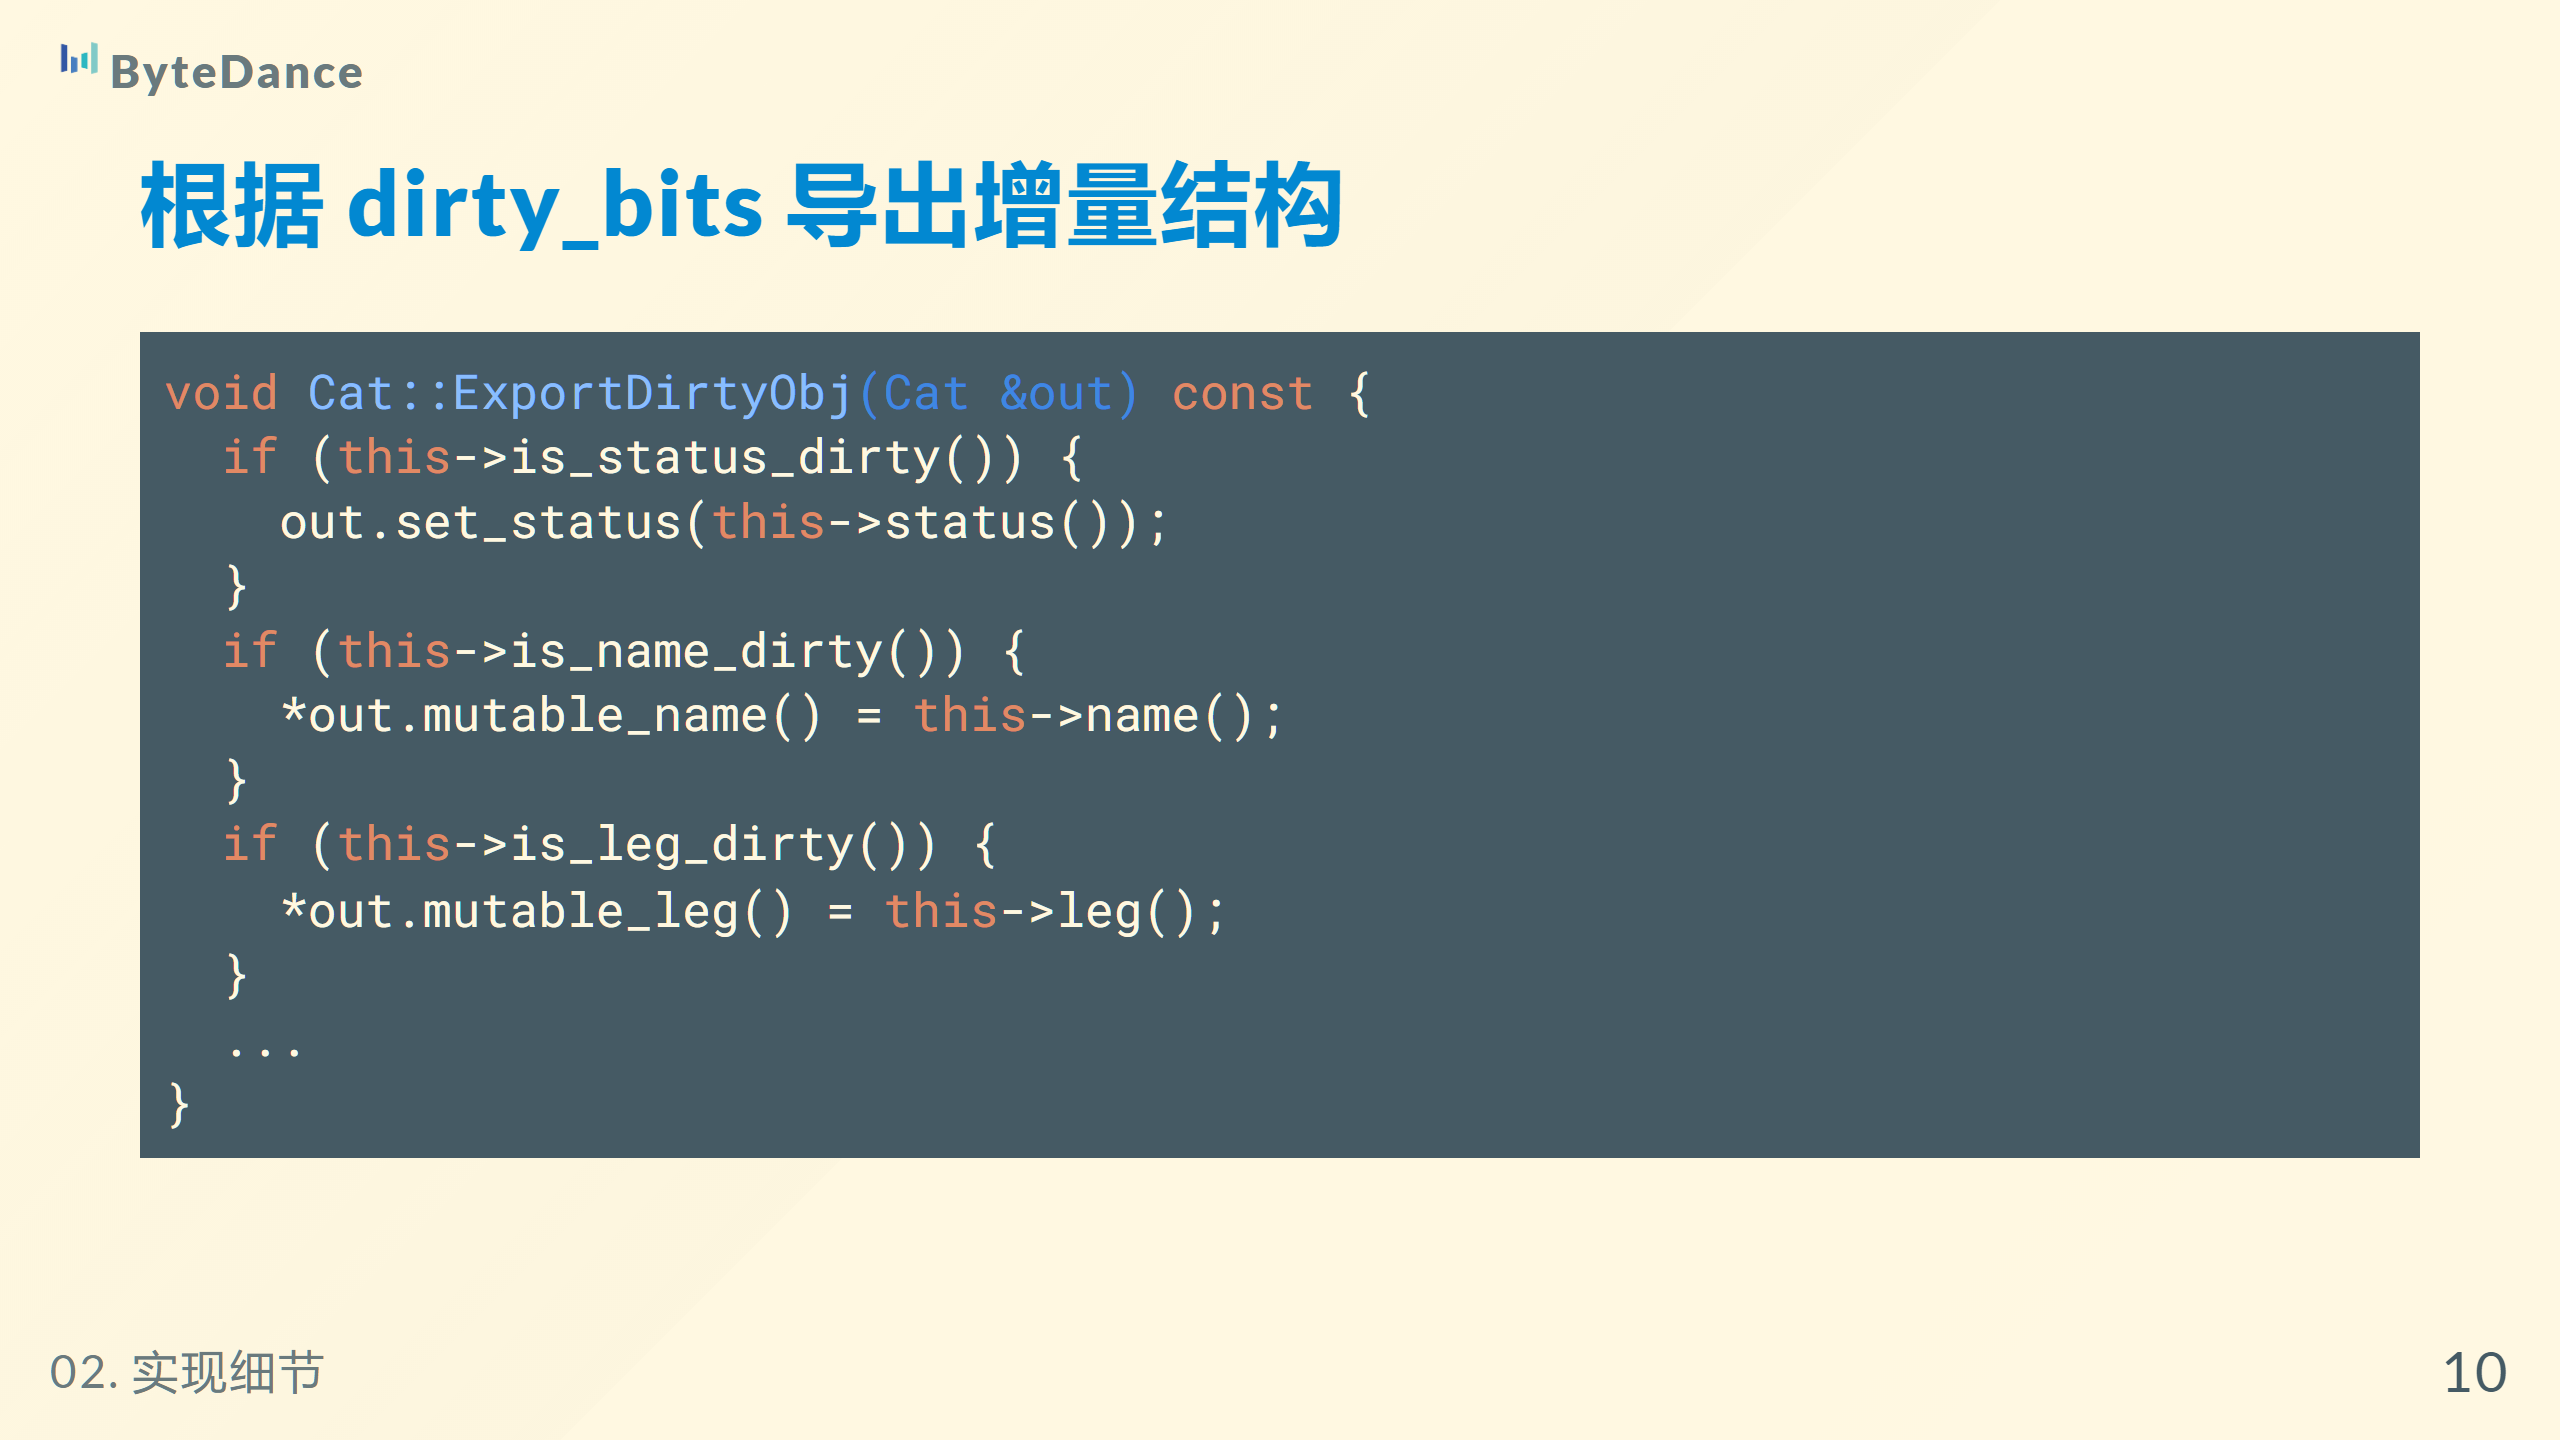 ByteDance
根据 dirty_bits 导出增量结构
void Cat::ExportDirtyObj(Cat &out) const {
  if (this->is_status_dirty()) {
    out.set_status(this->status());
  }
  if (this->is_name_dirty()) {
    *out.mutable_name() = this->name();
  }
  if (this->is_leg_dirty()) {
    *out.mutable_leg() = this->leg();
  }
  ...
}
02. 实现细节
10